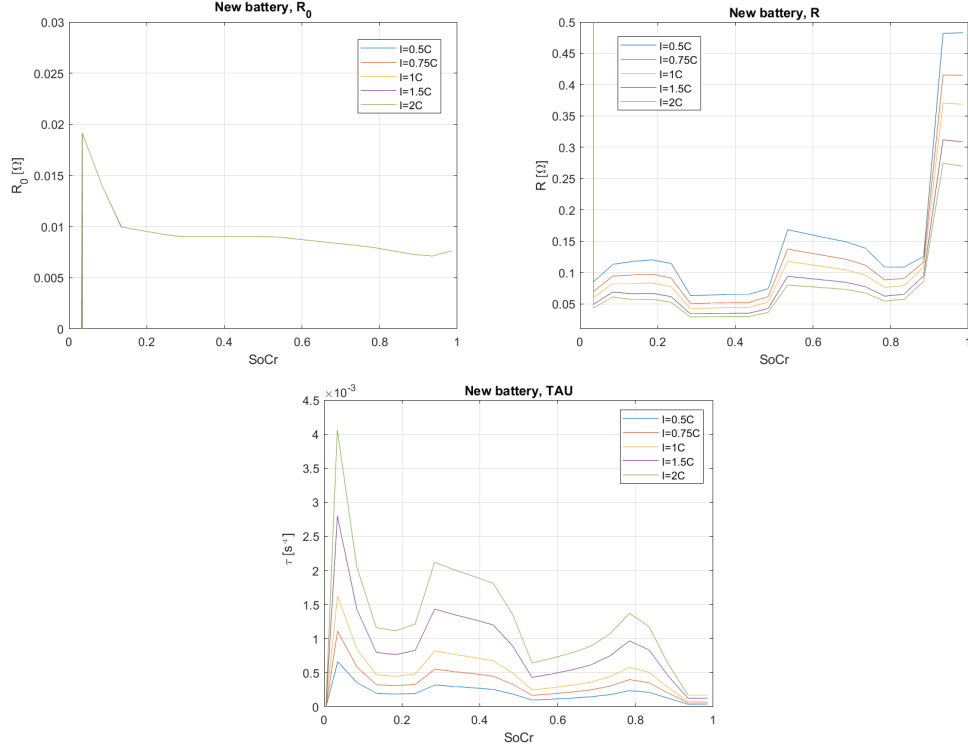 New battery, R0
0.03
0.025
0.02
0.015
0.01
0.005
0
R0 [Ω]
0
0.2
0.4
0.6
0.8
1
SoCr
I=0.5C
I=0.75C
I=1C
I=1.5C
I=2C
New battery, R
0.5
0.45
0.4
0.35
0.3
0.25
0.2
0.15
0.1
0.05
R [Ω]
0
0.2
0.4
0.6
0.8
1
SoCr
I=0.5C
I=0.75C
I=1C
I=1.5C
I=2C
New battery, TAU
×10⁻³
4.5
4
3.5
3
2.5
2
1.5
1
0.5
0
τ [s⁻¹]
0
0.2
0.4
0.6
0.8
1
SoCr
I=0.5C
I=0.75C
I=1C
I=1.5C
I=2C